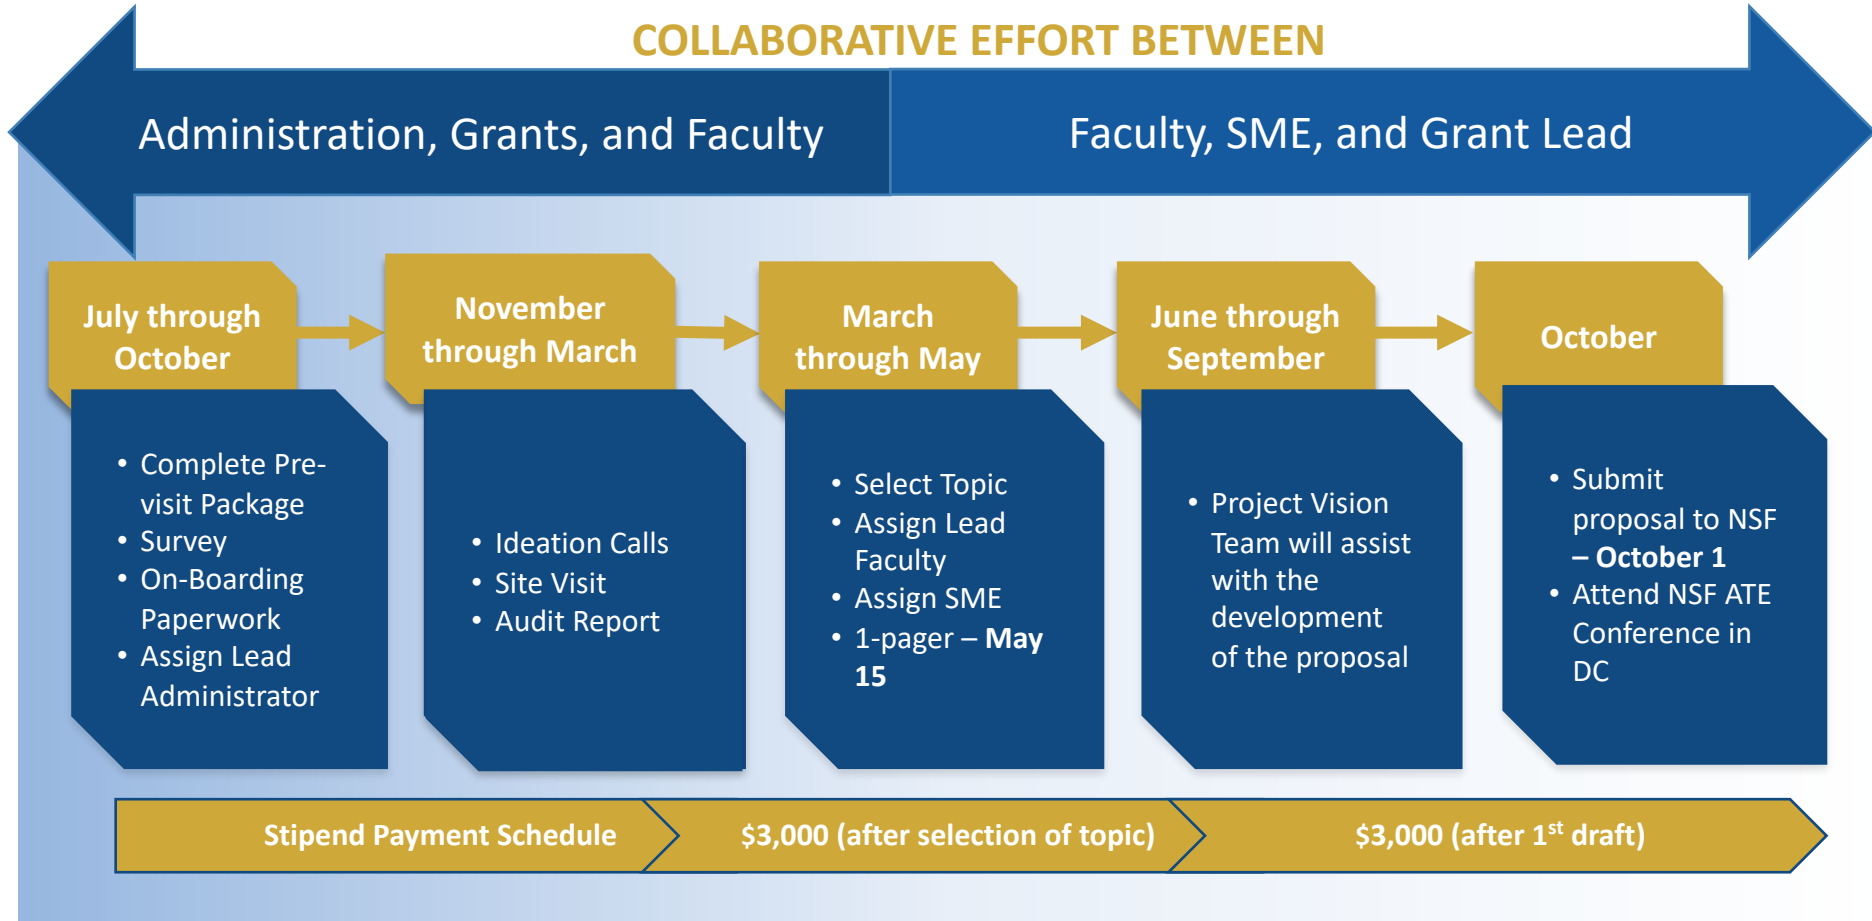 COLLABORATIVE EFFORT BETWEEN
Administration, Grants, and Faculty
Faculty, SME, and Grant Lead
July through
October
• Complete Pre-
visit Package
• Survey
• On-Boarding
Paperwork
• Assign Lead
Administrator
November
through March
• Ideation Calls
• Site Visit
• Audit Report
March
through May
• Select Topic
• Assign Lead
Faculty
• Assign SME
• 1-pager – May
15
June through
September
• Project Vision
Team will assist
with the
development
of the proposal
October
• Submit
proposal to NSF
– October 1
• Attend NSF ATE
Conference in
DC
Stipend Payment Schedule
$3,000 (after selection of topic)
$3,000 (after 1st draft)